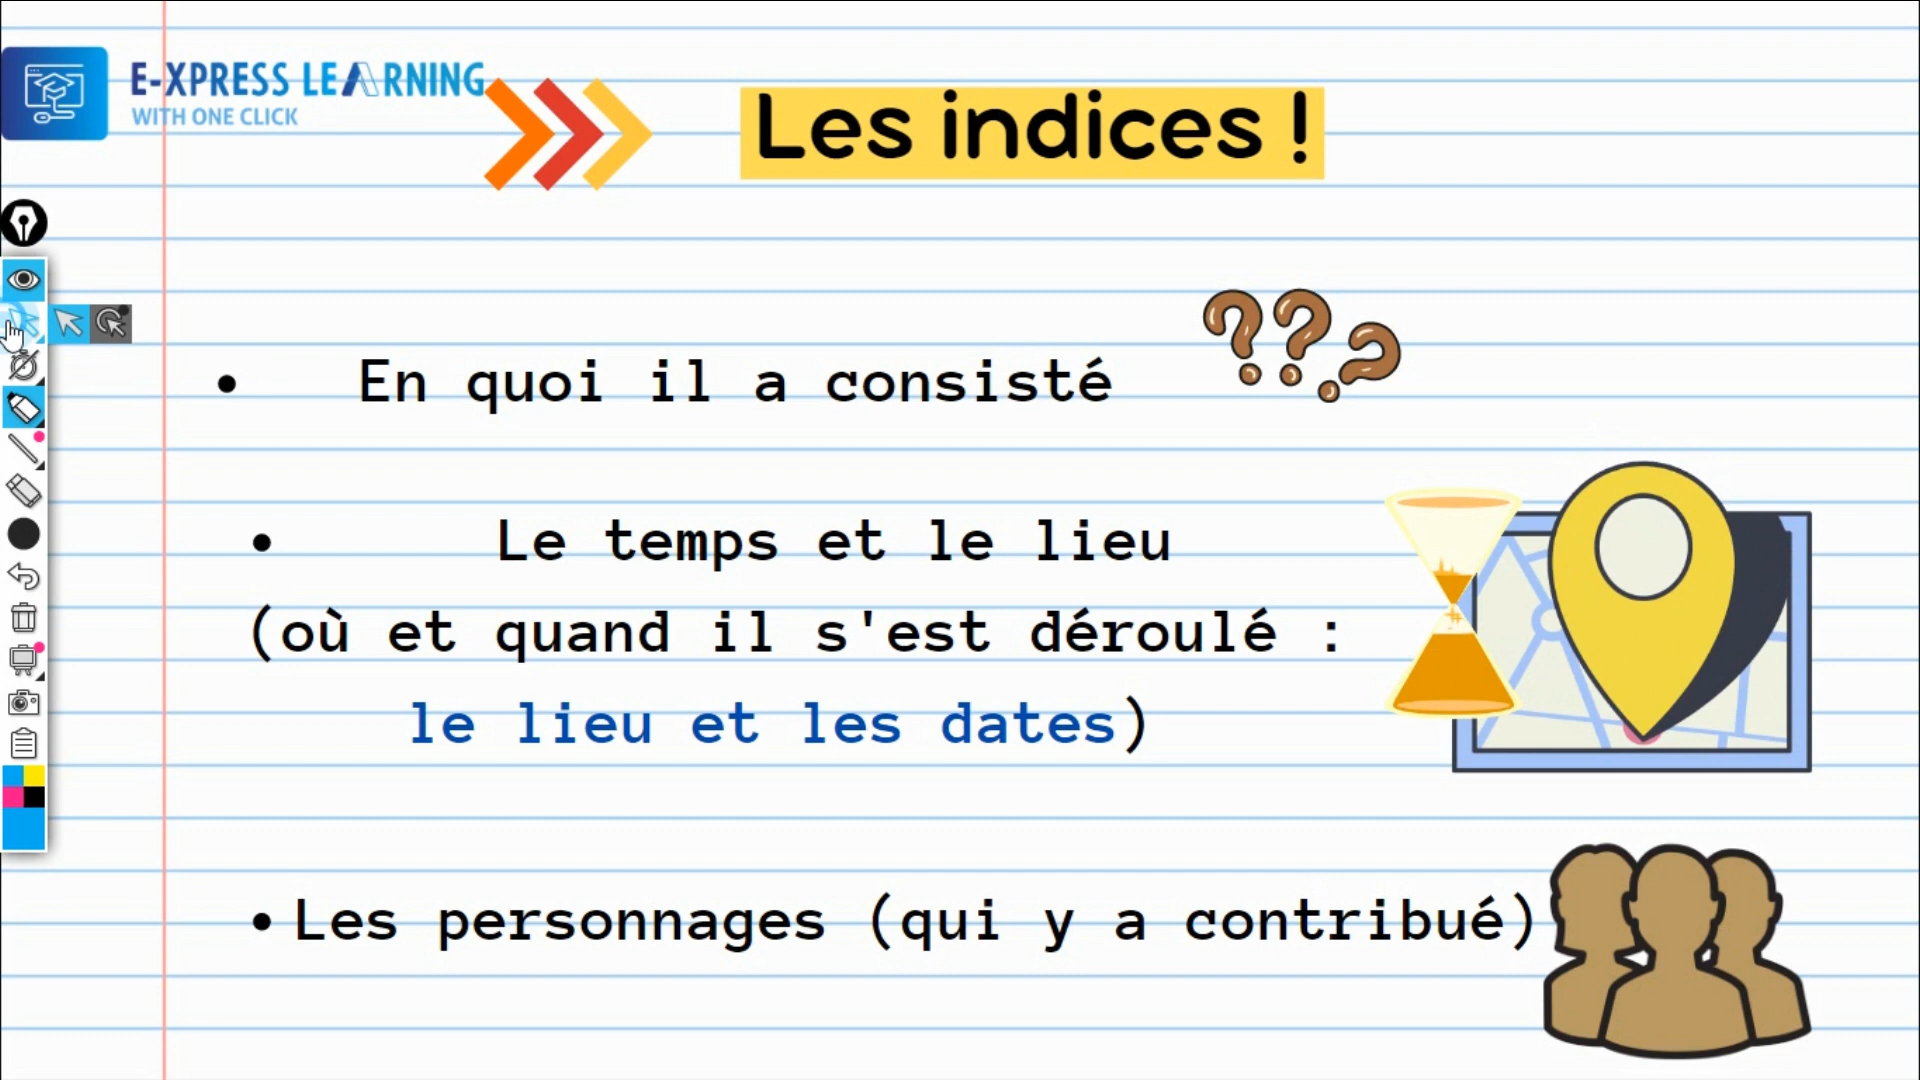 E-XPRESS LEARNING
WITH ONE CLICK
Les indices !
• En quoi il a consisté
• Le temps et le lieu
(où et quand il s'est déroulé :
le lieu et les dates)
• Les personnages (qui y a contribué)